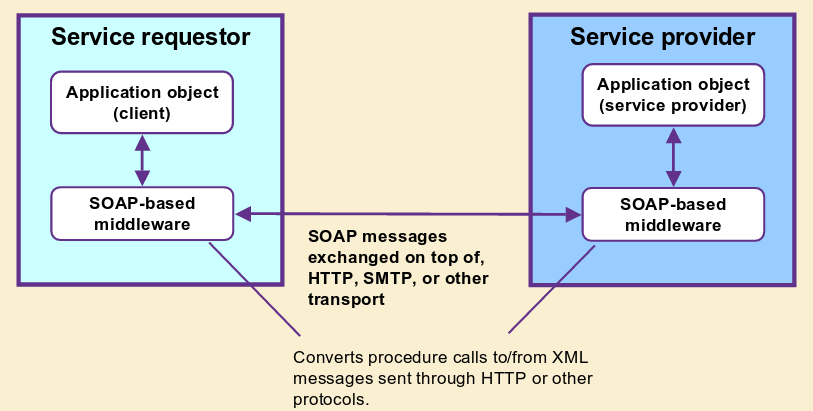 Service requestor
Application object
(client)
SOAP-based
middleware
Service provider
Application object
(service provider)
SOAP-based
middleware
SOAP messages
exchanged on top of,
HTTP, SMTP, or other
transport
Converts procedure calls to/from XML
messages sent through HTTP or other
protocols.